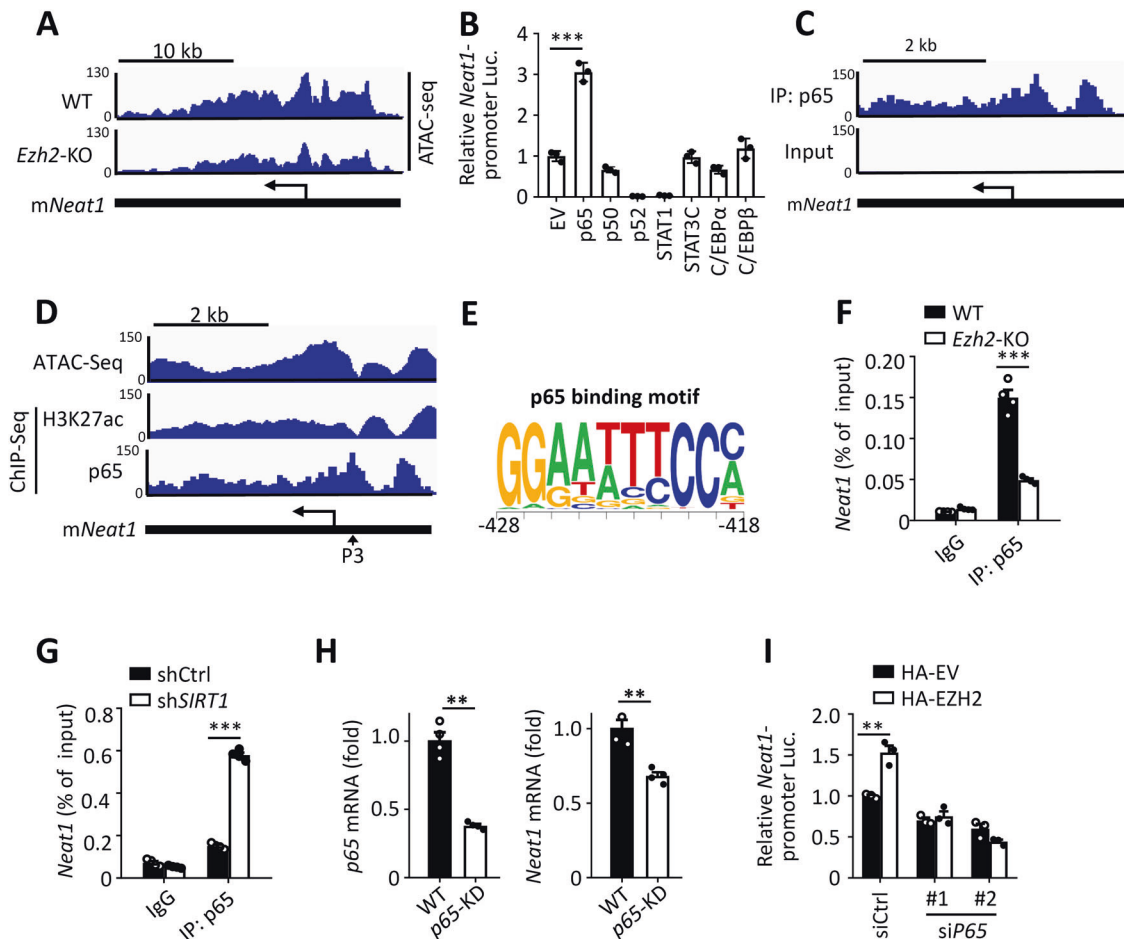 A
10 kb
130
WT
0
130
Ezh2-KO
0
mNeat1
ATAC-seq
B
Relative Neat1-
promoter Luc.
4
3
2
1
0
***
EV
p65
p50
p52
STAT1
STAT3C
C/EBPα
C/EBPβ
C
2 kb
150
IP: p65
0
150
Input
0
mNeat1
D
2 kb
150
ATAC-Seq
0
150
ChIP-Seq
H3K27ac
0
150
p65
0
mNeat1
P3
E
p65 binding motif
GGAATTTCCC
-428
-418
F
WT
Ezh2-KO
***
Neat1 (% of input)
0.20
0.15
0.10
0.05
0
IgG
IP: p65
G
shCtrl
shSIRT1
***
Neat1 (% of input)
0.8
0.6
0.4
0.2
0
IgG
IP: p65
H
**
p65 mRNA (fold)
1.0
0.5
0
WT
p65-KD
**
Neat1 mRNA (fold)
1.0
0.5
0
WT
p65-KD
I
HA-EV
HA-EZH2
**
Relative Neat1-
promoter Luc.
2.0
1.5
1.0
0.5
0
siCtrl
#1
#2
siP65